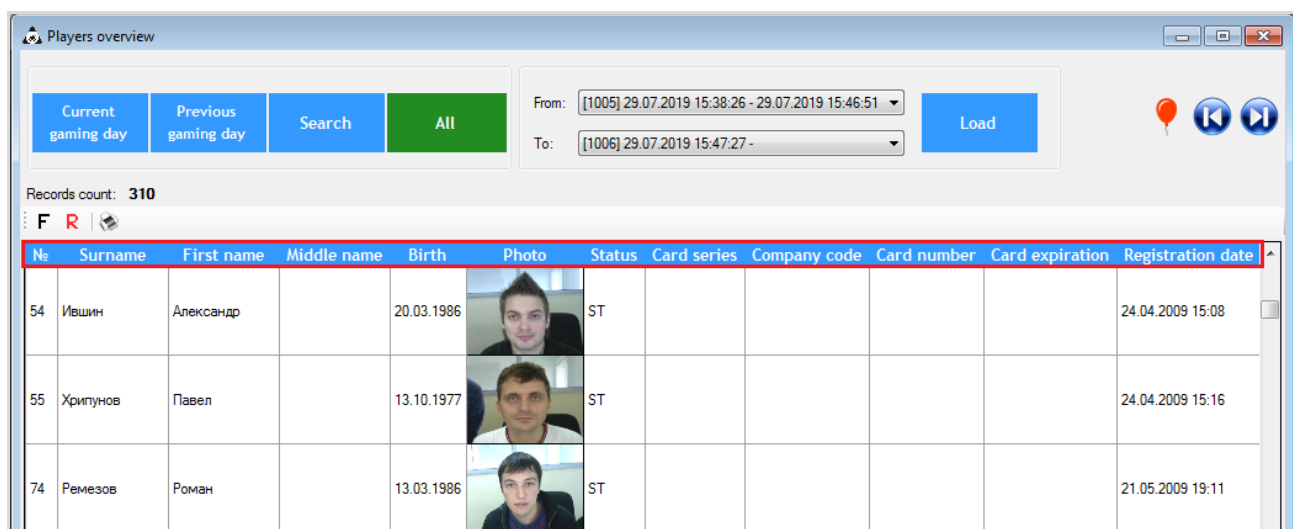 Players overview
Current gaming day
Previous gaming day
Search
All
From: [1005] 29.07.2019 15:38:26 - 29.07.2019 15:46:51
To: [1006] 29.07.2019 15:47:27 -
Load
Records count: 310
F R
№ Surname First name Middle name Birth Photo Status Card series Company code Card number Card expiration Registration date
54 Ившин Александр 20.03.1986 ST 24.04.2009 15:08
55 Хрипунов Павел 13.10.1977 ST 24.04.2009 15:16
74 Ремезов Роман 13.03.1986 ST 21.05.2009 19:11